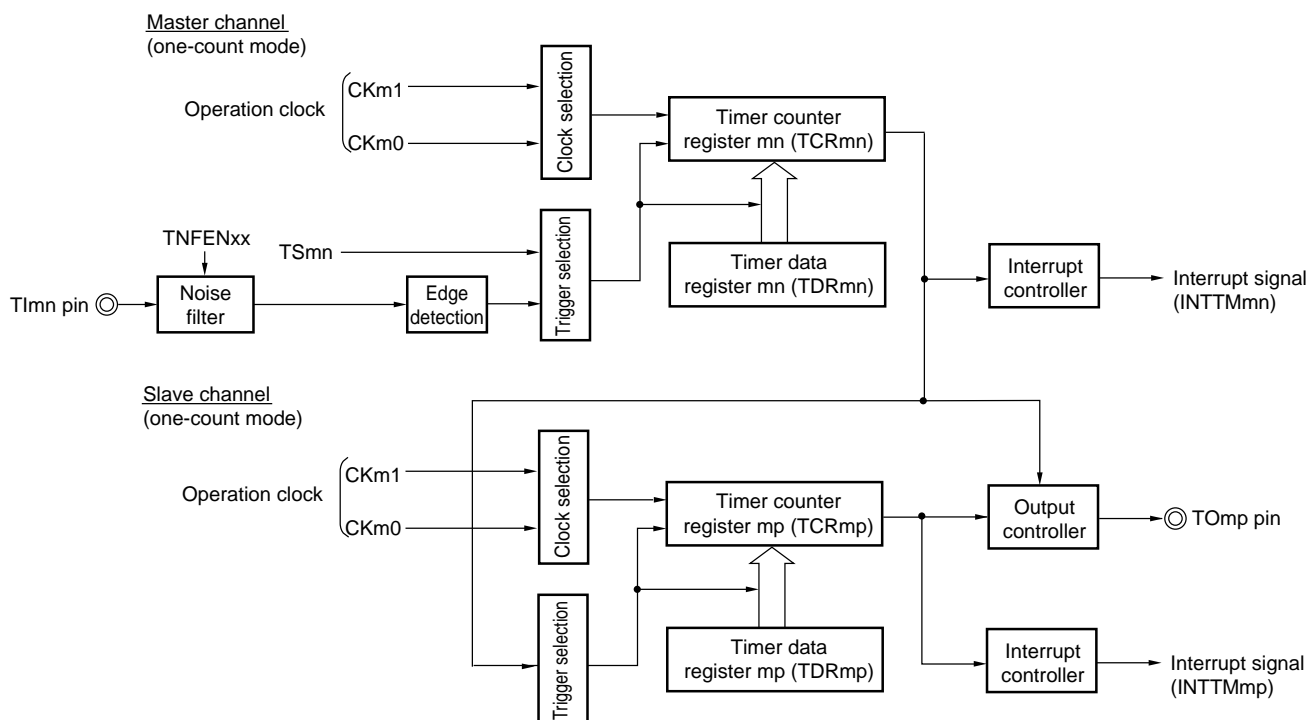 Master channel
(one-count mode)
CKm1
Operation clock
CKm0
Clock selection
Timer counter
register mn (TCRmn)
TNFENxx
TSmn
Trigger selection
Timer data
register mn (TDRmn)
Interrupt
controller
Interrupt signal
(INTTMmn)
TImn pin
Noise
filter
Edge
detection
Slave channel
(one-count mode)
CKm1
Operation clock
CKm0
Clock selection
Timer counter
register mp (TCRmp)
Output
controller
TOmp pin
Trigger selection
Timer data
register mp (TDRmp)
Interrupt
controller
Interrupt signal
(INTTMmp)